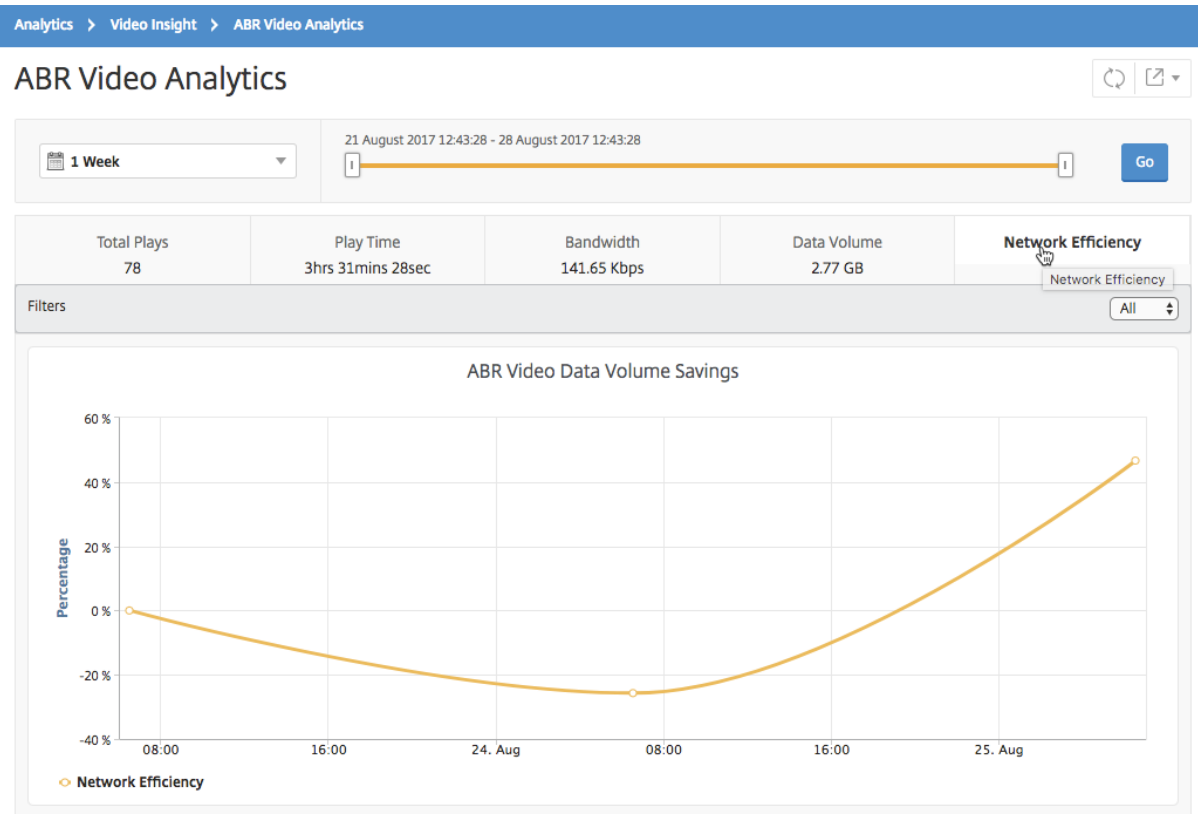 Analytics > Video Insight > ABR Video Analytics
ABR Video Analytics
21 August 2017 12:43:28 - 28 August 2017 12:43:28
1 Week
Go
Total Plays Play Time Bandwidth Data Volume Network Efficiency
78 3hrs 31mins 28sec 141.65 Kbps 2.77 GB
Network Efficiency
Filters All
ABR Video Data Volume Savings
60 %
40 %
20 %
0 %
-20 %
-40 %
Percentage
08:00 16:00 24. Aug 08:00 16:00 25. Aug
Network Efficiency